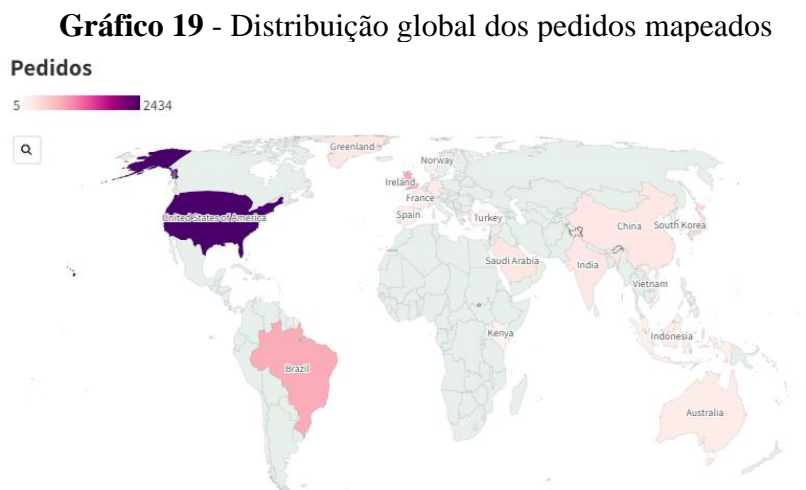 Gráfico 19 - Distribuição global dos pedidos mapeados
Pedidos
5 2434
Greenland
Norway
Ireland
France
United States of America
Spain
Turkey
China
South Korea
Saudi Arabia
India
Vietnam
Kenya
Indonesia
Brazil
Australia